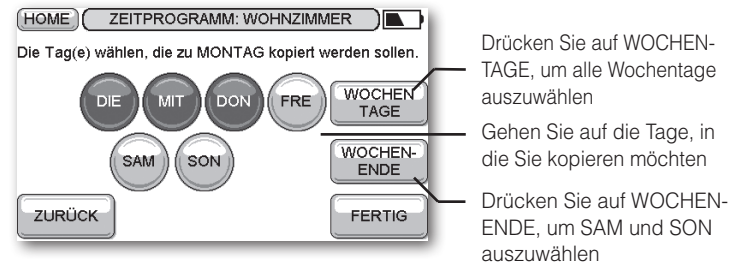 HOME ZEITPROGRAMM: WOHNZIMMER
Die Tag(e) wählen, die zu MONTAG kopiert werden sollen.
DIE MIT DON FRE WOCHEN
TAGE
SAM SON WOCHEN-
ENDE
ZURÜCK FERTIG
Drücken Sie auf WOCHEN-
TAGE, um alle Wochentage
auszuwählen
Gehen Sie auf die Tage, in
die Sie kopieren möchten
Drücken Sie auf WOCHEN-
ENDE, um SAM und SON
auszuwählen